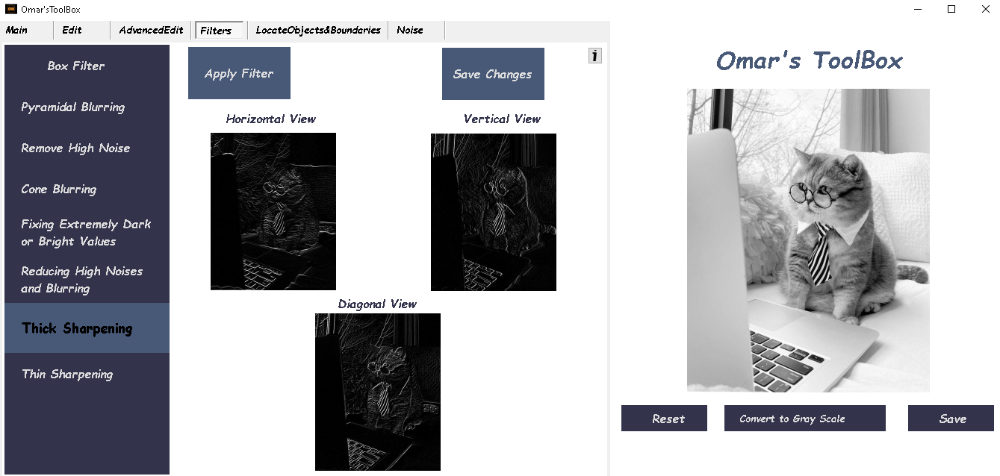 Omar'sToolBox
Main
Edit
AdvancedEdit
Filters
LocateObjects&Boundaries
Noise
Box Filter
Pyramidal Blurring
Remove High Noise
Cone Blurring
Fixing Extremely Dark
or Bright Values
Reducing High Noises
and Blurring
Thick Sharpening
Thin Sharpening
Apply Filter
Save Changes
i
Horizontal View
Vertical View
Diagonal View
Omar's ToolBox
Reset
Convert to Gray Scale
Save